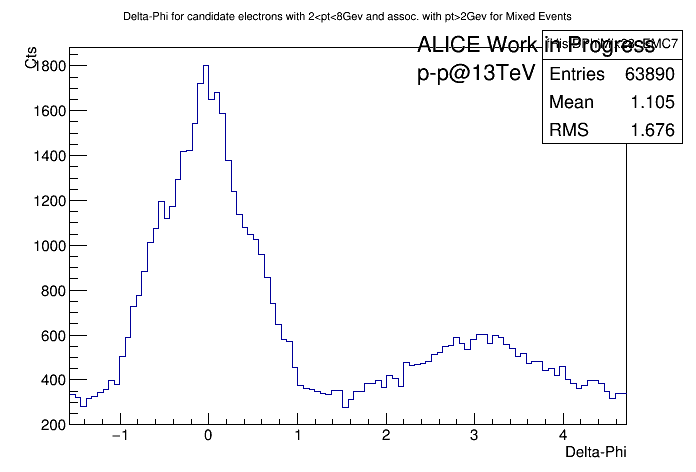 Delta-Phi for candidate electrons with 2<pt<8Gev and assoc. with pt>2Gev for Mixed Events
Cts
ALICE Work in Progress
p-p@13TeV
Entries 63890
Mean 1.105
RMS 1.676
1800
1600
1400
1200
1000
800
600
400
200
−1 0 1 2 3 4
Delta-Phi